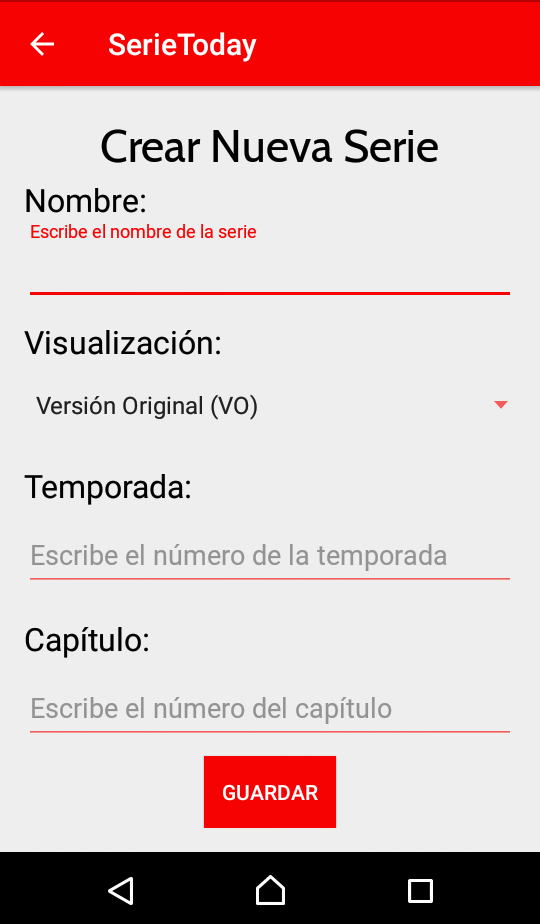 SerieToday
Crear Nueva Serie
Nombre:
Escribe el nombre de la serie
Visualización:
Versión Original (VO)
Temporada:
Escribe el número de la temporada
Capítulo:
Escribe el número del capítulo
GUARDAR